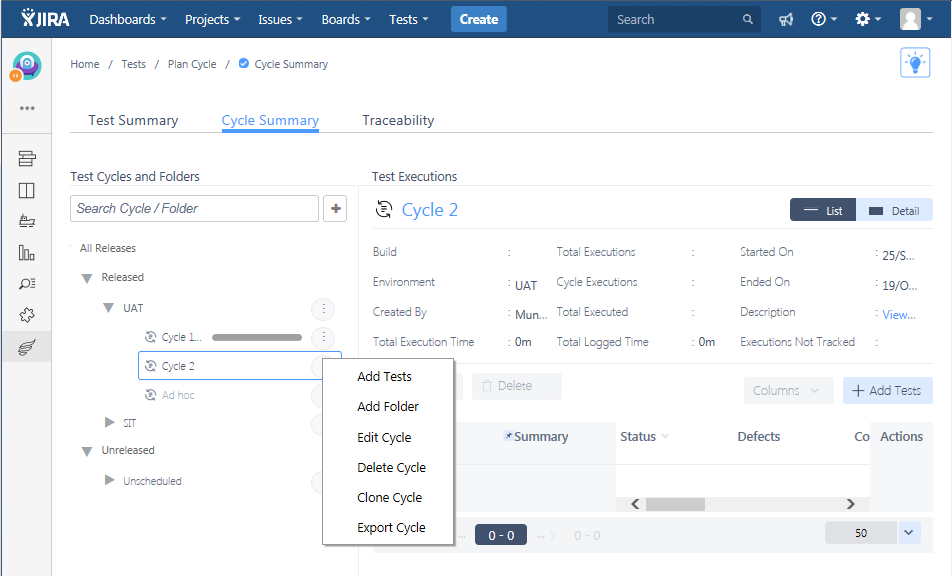 JIRA Dashboards Projects Issues Boards Tests Create Search
Home / Tests / Plan Cycle / Cycle Summary
Test Summary Cycle Summary Traceability
Test Cycles and Folders
Search Cycle / Folder
All Releases
Released
UAT
Cycle 1...
Cycle 2
Ad hoc
SIT
Unreleased
Unscheduled
Add Tests
Add Folder
Edit Cycle
Delete Cycle
Clone Cycle
Export Cycle
Test Executions
Cycle 2
List Detail
Build : Total Executions : Started On : 25/S...
Environment : UAT Cycle Executions : Ended On : 19/O...
Created By : Mun... Total Executed : Description : View...
Total Execution Time : 0m Total Logged Time : 0m Executions Not Tracked :
Delete Columns + Add Tests
Summary Status Defects Co Actions
... 0 - 0 ... 0 - 0 50